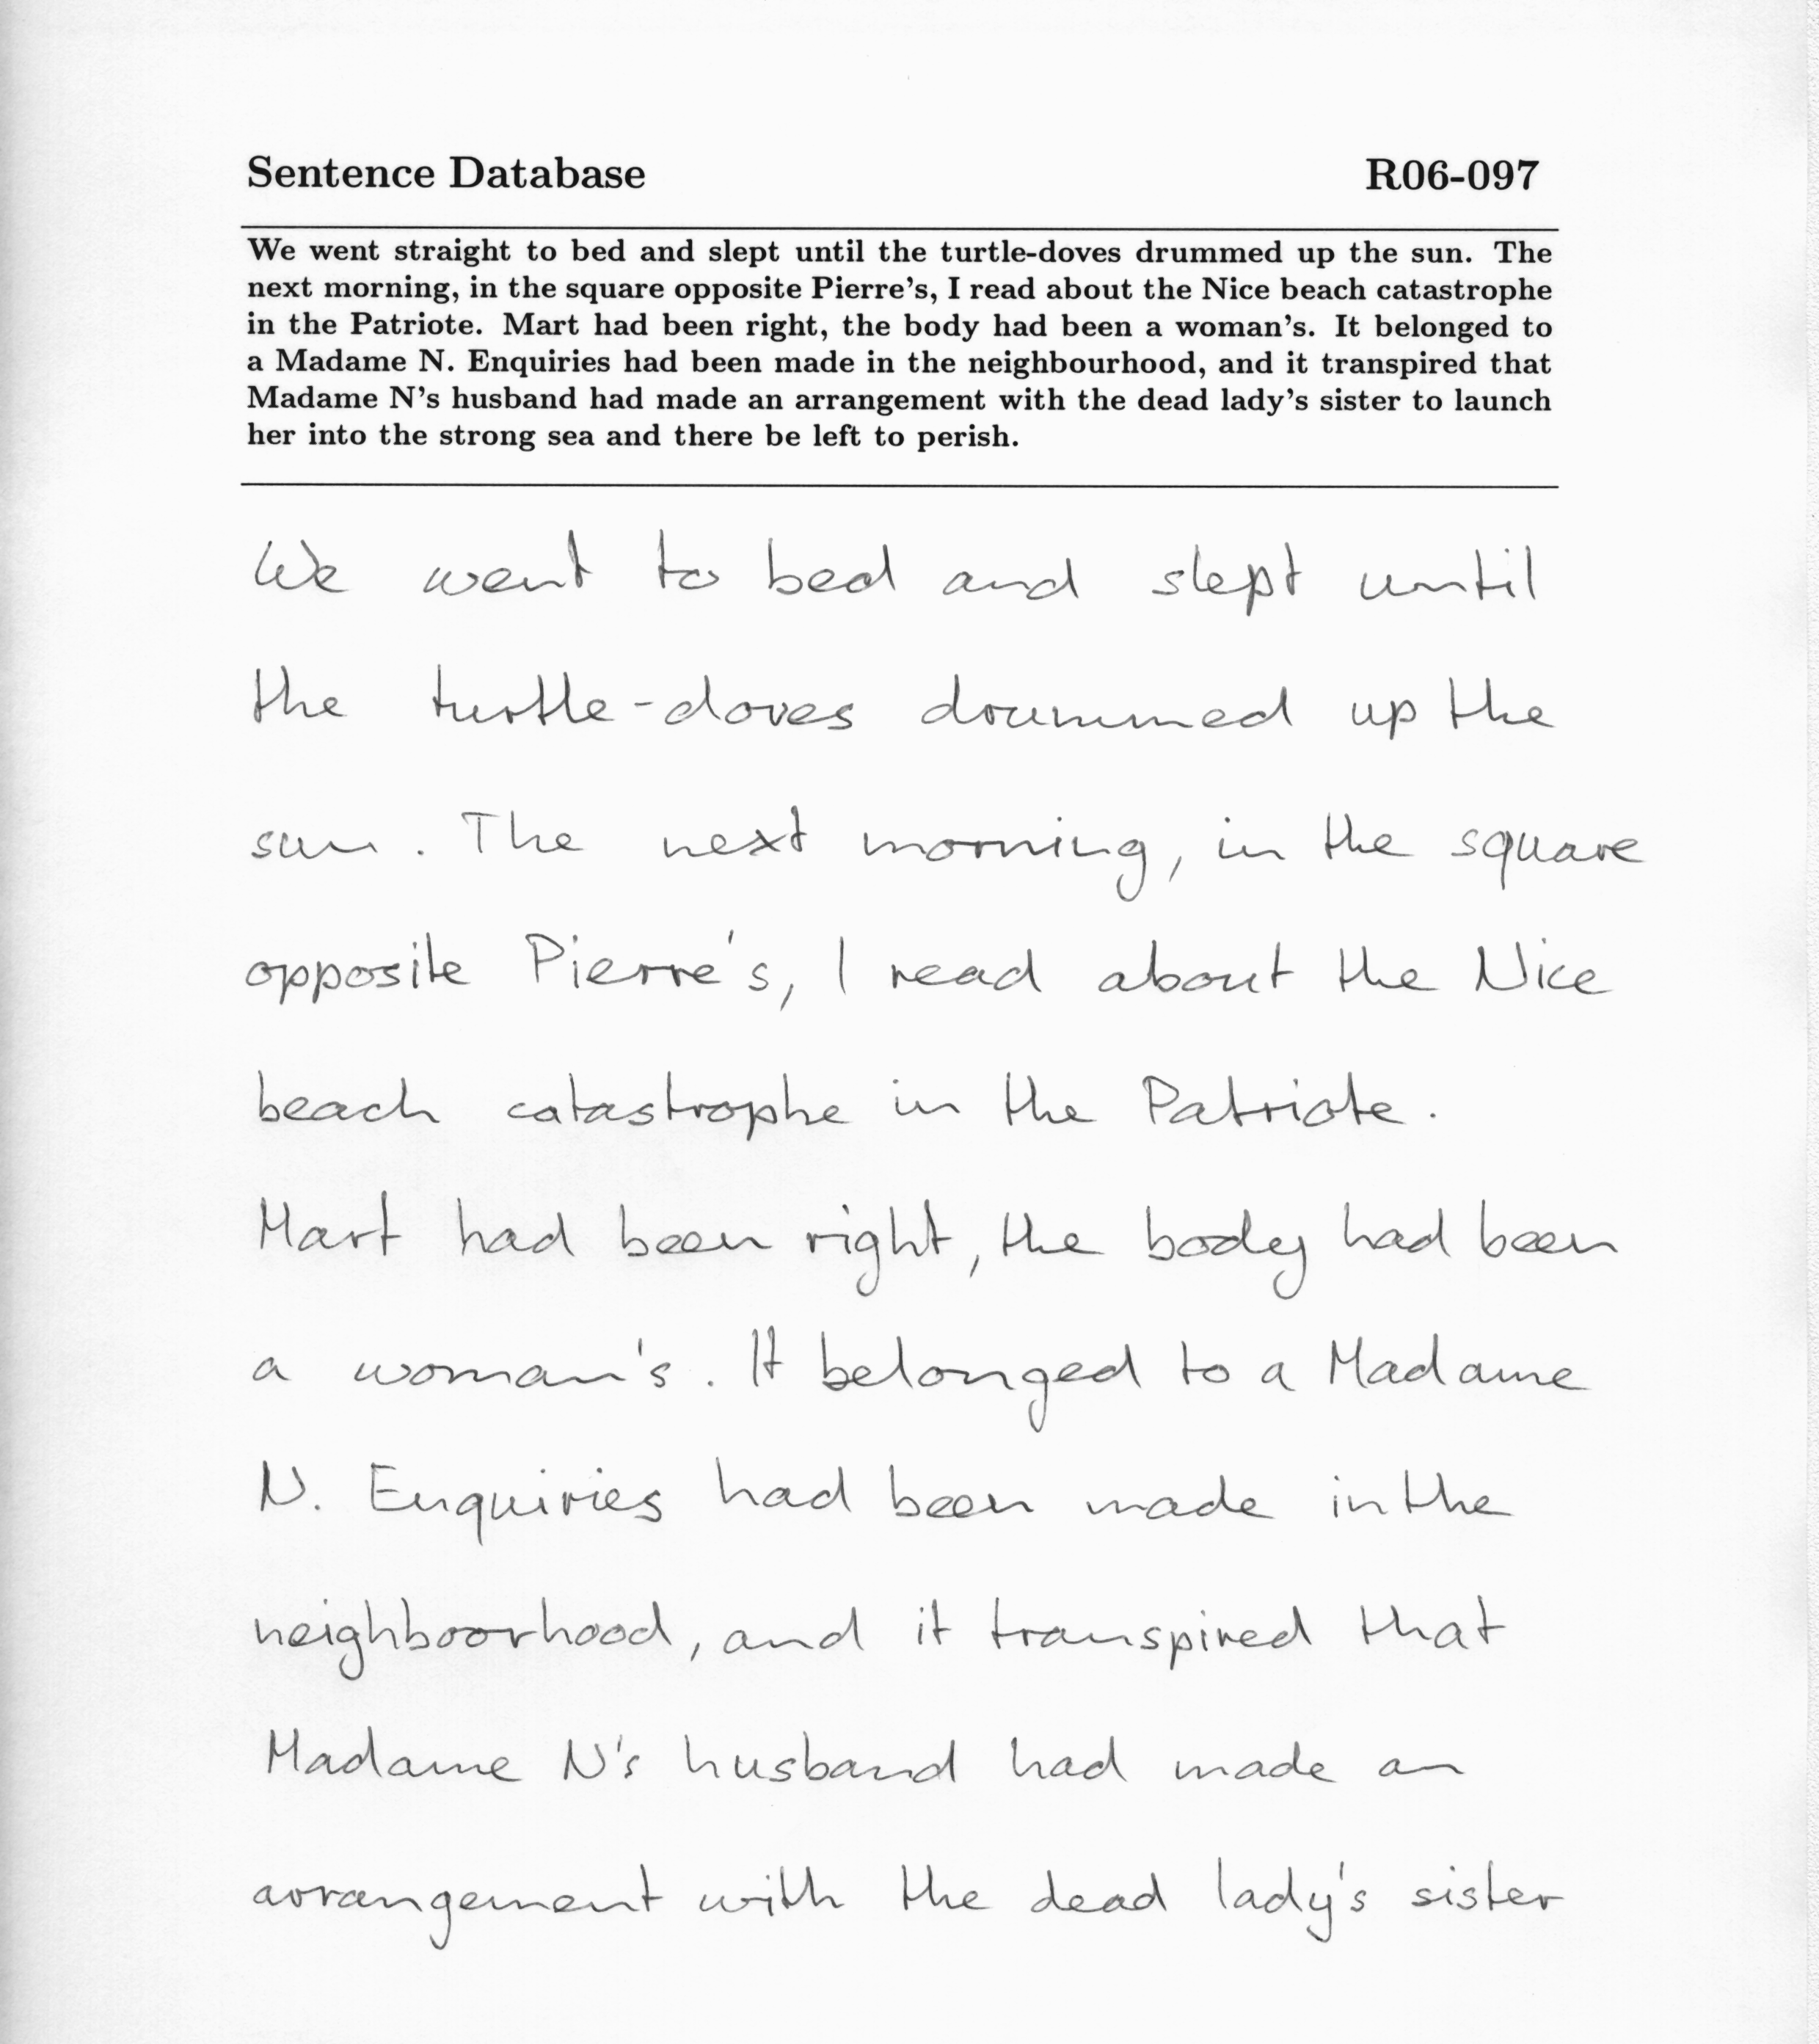 Sentence Database R06-097
We went straight to bed and slept until the turtle-doves drummed up the sun. The
next morning, in the square opposite Pierre's, I read about the Nice beach catastrophe
in the Patriote. Mart had been right, the body had been a woman's. It belonged to
a Madame N. Enquiries had been made in the neighbourhood, and it transpired that
Madame N's husband had made an arrangement with the dead lady's sister to launch
her into the strong sea and there be left to perish.
We went to bed and slept until
the turtle-doves drummed up the
sun. The next morning, in the square
opposite Pierre's, I read about the Nice
beach catastrophe in the Patriote.
Mart had been right, the body had been
a woman's. It belonged to a Madame
N. Enquiries had been made in the
neighboorhood, and it transpired that
Madame N's husband had made an
arrangement with the dead lady's sister